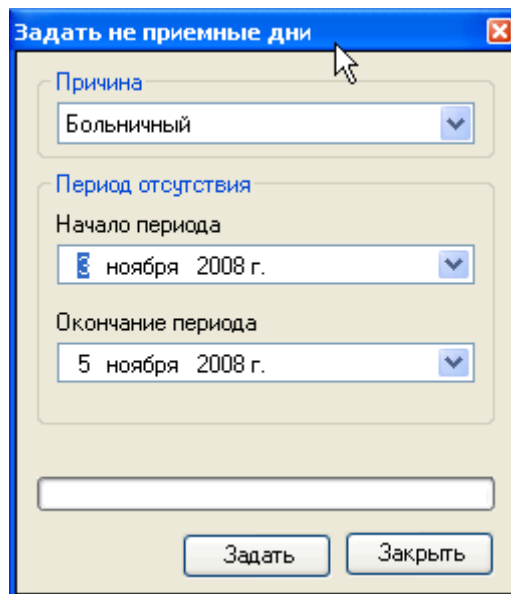 Задать не приемные дни
Причина
Больничный
Период отсутствия
Начало периода
3 ноября 2008 г.
Окончание периода
5 ноября 2008 г.
Задать
Закрыть